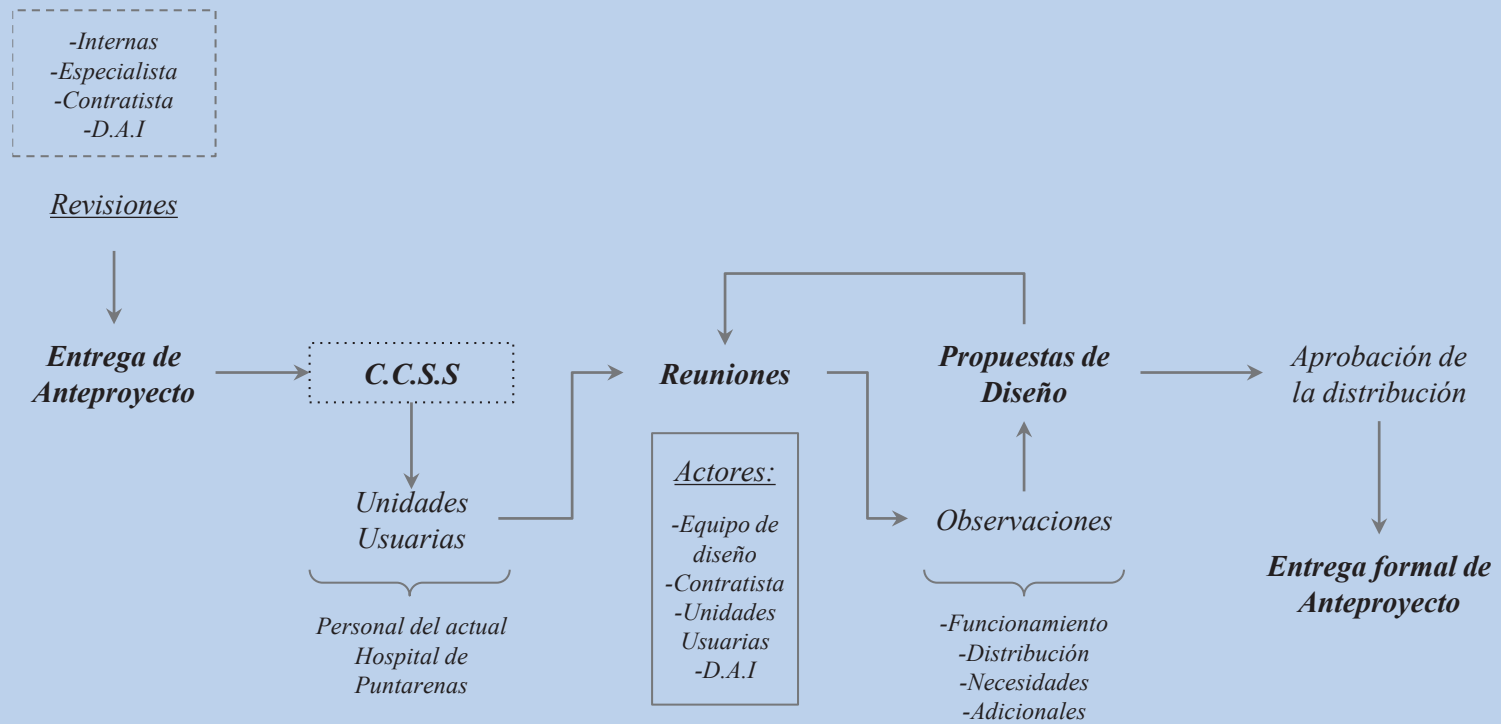 -Internas
-Especialista
-Contratista
-D.A.I
Revisiones
Entrega de
Anteproyecto
C.C.S.S
Unidades
Usuarias
Personal del actual
Hospital de
Puntarenas
Reuniones
Actores:
-Equipo de
diseño
-Contratista
-Unidades
Usuarias
-D.A.I
Propuestas de
Diseño
Observaciones
-Funcionamiento
-Distribución
-Necesidades
-Adicionales
Aprobación de
la distribución
Entrega formal de
Anteproyecto